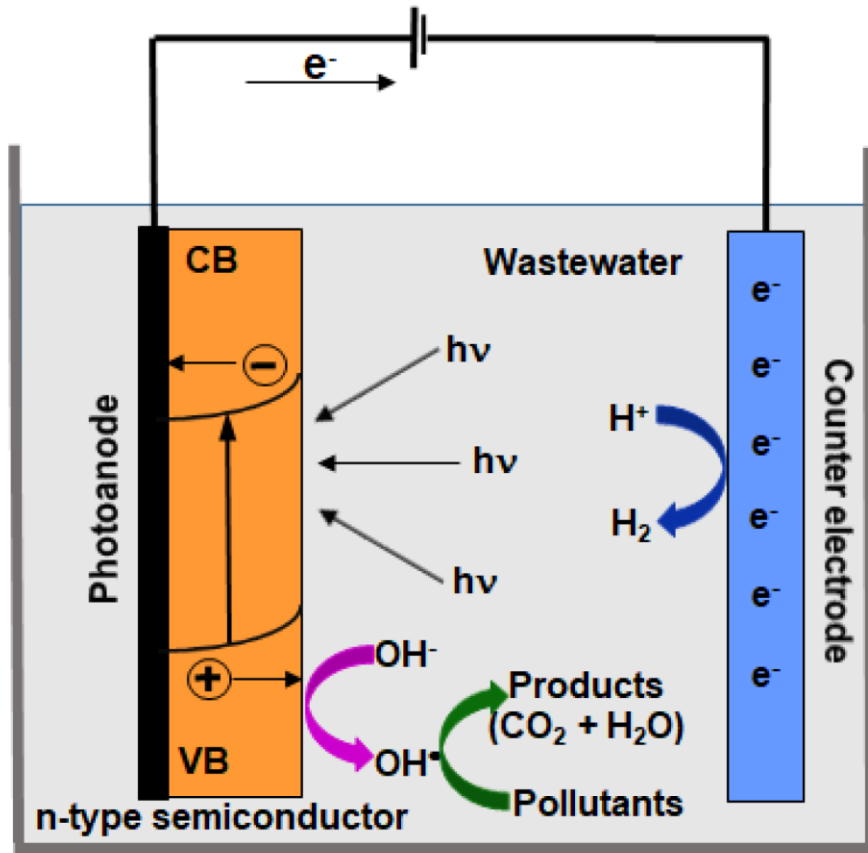 e⁻
CB
Wastewater
e⁻
e⁻
e⁻
e⁻
e⁻
e⁻
−
hν
hν
hν
Photoanode
H⁺
H₂
Counter electrode
+
VB
OH⁻
OH•
Products
(CO₂ + H₂O)
Pollutants
n-type semiconductor